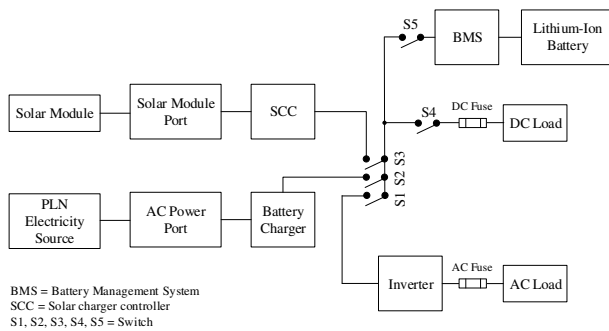 S5
BMS
Lithium-Ion
Battery
Solar Module
Solar Module
Port
SCC
S4
DC Fuse
DC Load
S3
S2
S1
PLN
Electricity
Source
AC Power
Port
Battery
Charger
Inverter
AC Fuse
AC Load
BMS = Battery Management System
SCC = Solar charger controller
S1, S2, S3, S4, S5 = Switch